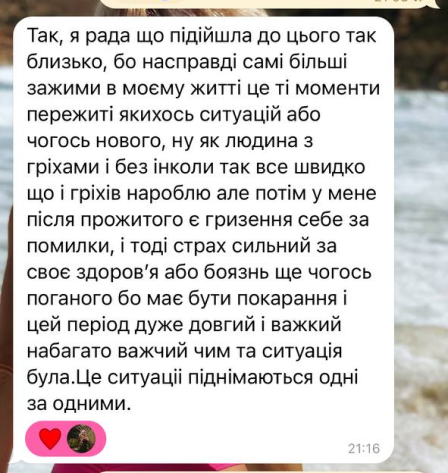 Так, я рада що підійшла до цього так
близько, бо насправді самі більші
зажими в моєму житті це ті моменти
пережиті якихось ситуацій або
чогось нового, ну як людина з
гріхами і без інколи так все швидко
що і гріхів нароблю але потім у мене
після прожитого є гризення себе за
помилки, і тоді страх сильний за
своє здоров’я або боязнь ще чогось
поганого бо має бути покарання і
цей період дуже довгий і важкий
набагато важчий чим та ситуація
була.Це ситуаціі піднімаються одні
за одними.
21:16